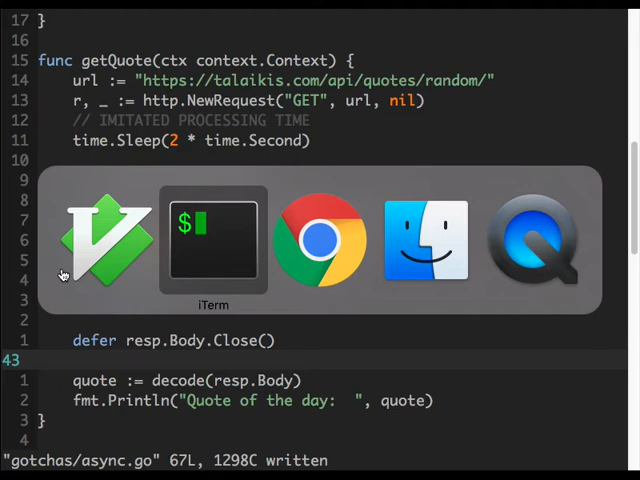 17 }
16
15 func getQuote(ctx context.Context) {
14 url := "https://talaikis.com/api/quotes/random/"
13 r, _ := http.NewRequest("GET", url, nil)
12 // IMITATED PROCESSING TIME
11 time.Sleep(2 * time.Second)
10
9
8
7
6
5
4
3
2
$
iTerm
1 defer resp.Body.Close()
43
1 quote := decode(resp.Body)
2 fmt.Println("Quote of the day:  ", quote)
3 }
4
"gotchas/async.go" 67L, 1298C written